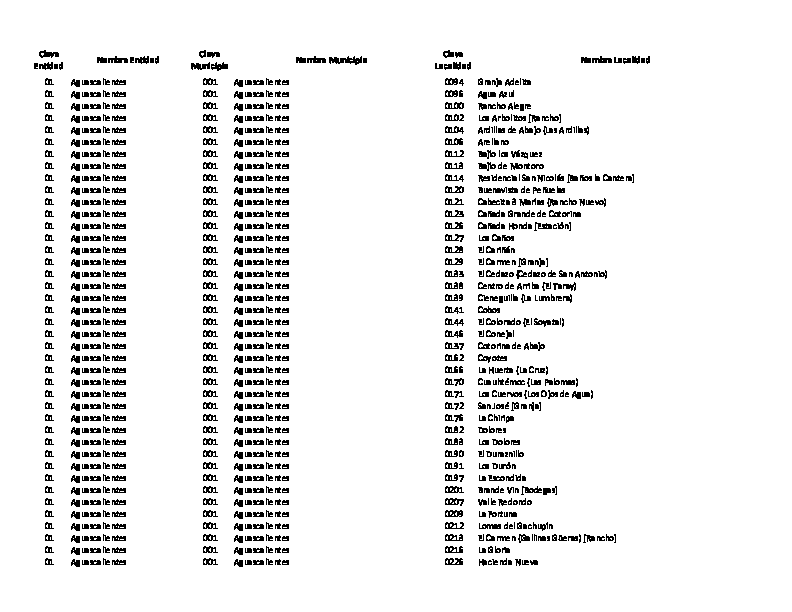 Clave Entidad Nombre Entidad Clave Municipio Nombre Municipio Clave Localidad Nombre Localidad
01 Aguascalientes 001 Aguascalientes 0094 Granja Adelita
01 Aguascalientes 001 Aguascalientes 0096 Agua Azul
01 Aguascalientes 001 Aguascalientes 0100 Rancho Alegre
01 Aguascalientes 001 Aguascalientes 0102 Los Arbolitos [Rancho]
01 Aguascalientes 001 Aguascalientes 0104 Ardillas de Abajo (Las Ardillas)
01 Aguascalientes 001 Aguascalientes 0106 Arellano
01 Aguascalientes 001 Aguascalientes 0112 Bajío los Vázquez
01 Aguascalientes 001 Aguascalientes 0113 Bajío de Montoro
01 Aguascalientes 001 Aguascalientes 0114 Residencial San Nicolás [Baños la Cantera]
01 Aguascalientes 001 Aguascalientes 0120 Buenavista de Peñuelas
01 Aguascalientes 001 Aguascalientes 0121 Cabecita 3 Marías (Rancho Nuevo)
01 Aguascalientes 001 Aguascalientes 0123 Cañada Grande de Cotorina
01 Aguascalientes 001 Aguascalientes 0126 Cañada Honda [Estación]
01 Aguascalientes 001 Aguascalientes 0127 Los Caños
01 Aguascalientes 001 Aguascalientes 0128 El Cariñán
01 Aguascalientes 001 Aguascalientes 0129 El Carmen [Granja]
01 Aguascalientes 001 Aguascalientes 0135 El Cedazo (Cedazo de San Antonio)
01 Aguascalientes 001 Aguascalientes 0138 Centro de Arriba (El Taray)
01 Aguascalientes 001 Aguascalientes 0139 Cieneguilla (La Lumbrera)
01 Aguascalientes 001 Aguascalientes 0141 Cobos
01 Aguascalientes 001 Aguascalientes 0144 El Colorado (El Soyatal)
01 Aguascalientes 001 Aguascalientes 0146 El Conejal
01 Aguascalientes 001 Aguascalientes 0157 Cotorina de Abajo
01 Aguascalientes 001 Aguascalientes 0162 Coyotes
01 Aguascalientes 001 Aguascalientes 0166 La Huerta (La Cruz)
01 Aguascalientes 001 Aguascalientes 0170 Cuauhtémoc (Las Palomas)
01 Aguascalientes 001 Aguascalientes 0171 Los Cuervos (Los Ojos de Agua)
01 Aguascalientes 001 Aguascalientes 0172 San José [Granja]
01 Aguascalientes 001 Aguascalientes 0176 La Chiripa
01 Aguascalientes 001 Aguascalientes 0182 Dolores
01 Aguascalientes 001 Aguascalientes 0183 Los Dolores
01 Aguascalientes 001 Aguascalientes 0190 El Duraznillo
01 Aguascalientes 001 Aguascalientes 0191 Los Durón
01 Aguascalientes 001 Aguascalientes 0197 La Escondida
01 Aguascalientes 001 Aguascalientes 0201 Brande Vin [Bodegas]
01 Aguascalientes 001 Aguascalientes 0207 Valle Redondo
01 Aguascalientes 001 Aguascalientes 0209 La Fortuna
01 Aguascalientes 001 Aguascalientes 0212 Lomas del Gachupín
01 Aguascalientes 001 Aguascalientes 0213 El Carmen (Gallinas Güeras) [Rancho]
01 Aguascalientes 001 Aguascalientes 0216 La Gloria
01 Aguascalientes 001 Aguascalientes 0226 Hacienda Nueva